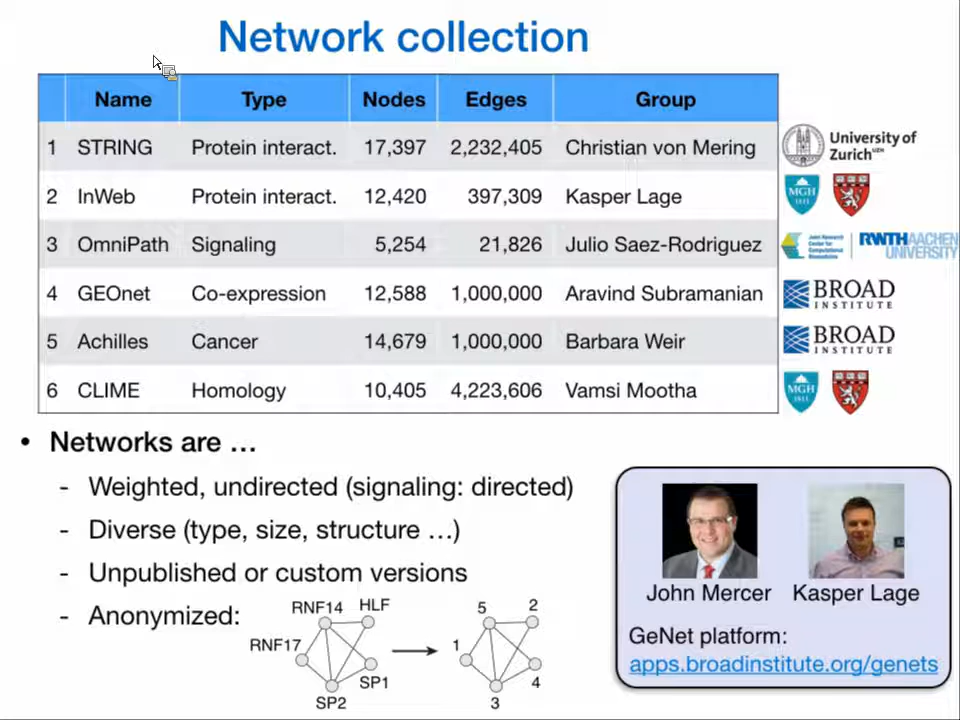 Network collection
Name Type Nodes Edges Group
1 STRING Protein interact. 17,397 2,232,405 Christian von Mering
University of
Zurich UZH
2 InWeb Protein interact. 12,420 397,309 Kasper Lage
MGH
1811
3 OmniPath Signaling 5,254 21,826 Julio Saez-Rodriguez
Joint Research
Center for
Computational
Biomedicine
RWTHAACHEN
UNIVERSITY
4 GEOnet Co-expression 12,588 1,000,000 Aravind Subramanian
BROAD
INSTITUTE
5 Achilles Cancer 14,679 1,000,000 Barbara Weir
BROAD
INSTITUTE
6 CLIME Homology 10,405 4,223,606 Vamsi Mootha
MGH
1811
• Networks are …
- Weighted, undirected (signaling: directed)
- Diverse (type, size, structure …)
- Unpublished or custom versions
- Anonymized:
RNF14 HLF
RNF17
SP1
SP2
5 2
1
4
3
John Mercer Kasper Lage
GeNet platform:
apps.broadinstitute.org/genets